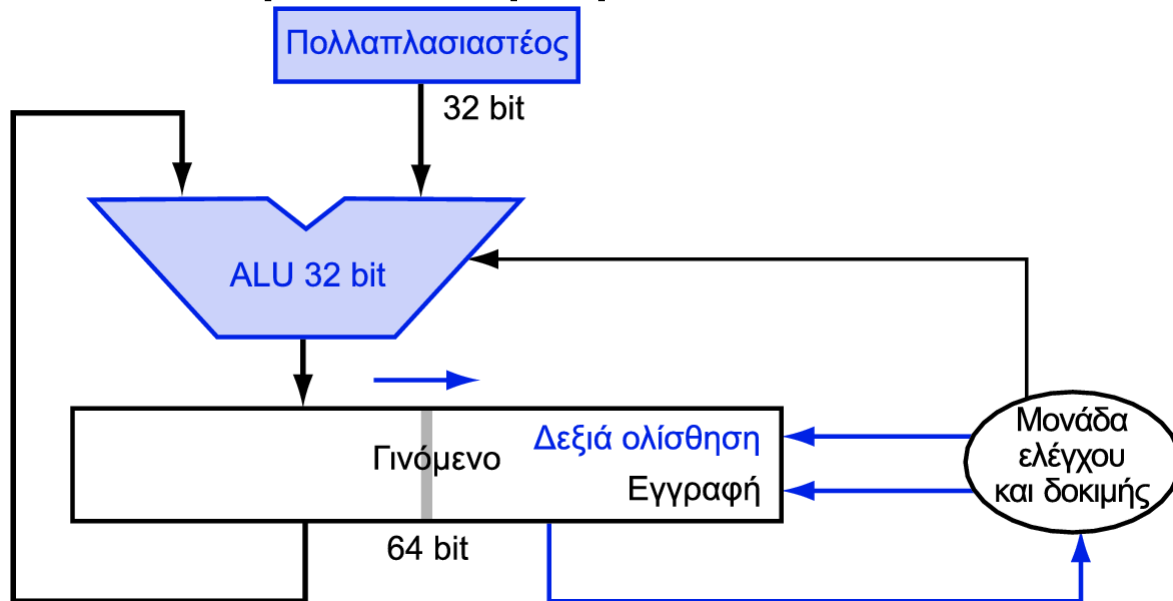 Πολλαπλασιαστέος
32 bit
ALU 32 bit
Γινόμενο
Δεξιά ολίσθηση
Εγγραφή
64 bit
Μονάδα
ελέγχου
και δοκιμής